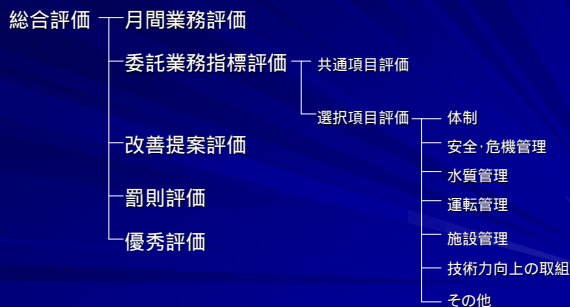 総合評価
月間業務評価
委託業務指標評価
共通項目評価
選択項目評価
体制
安全·危機管理
水質管理
運転管理
施設管理
技術力向上の取組
その他
改善提案評価
罰則評価
優秀評価